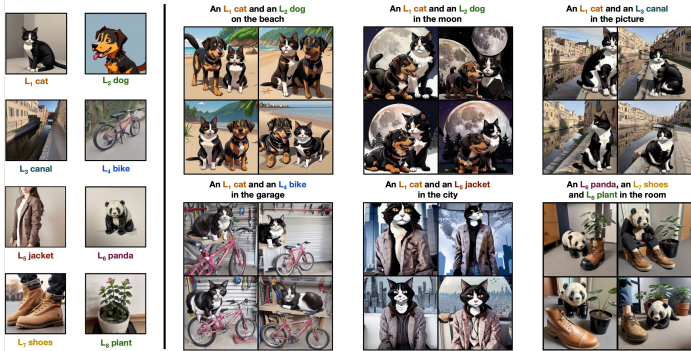 L₁ cat
L₂ dog
L₃ canal
L₄ bike
L₅ jacket
L₆ panda
L₇ shoes
L₈ plant
An L₁ cat and an L₂ dog
on the beach
An L₁ cat and an L₂ dog
in the moon
An L₁ cat and an L₃ canal
in the picture
An L₁ cat and an L₄ bike
in the garage
An L₁ cat and an L₅ jacket
in the city
An L₆ panda, an L₇ shoes
and L₈ plant in the room